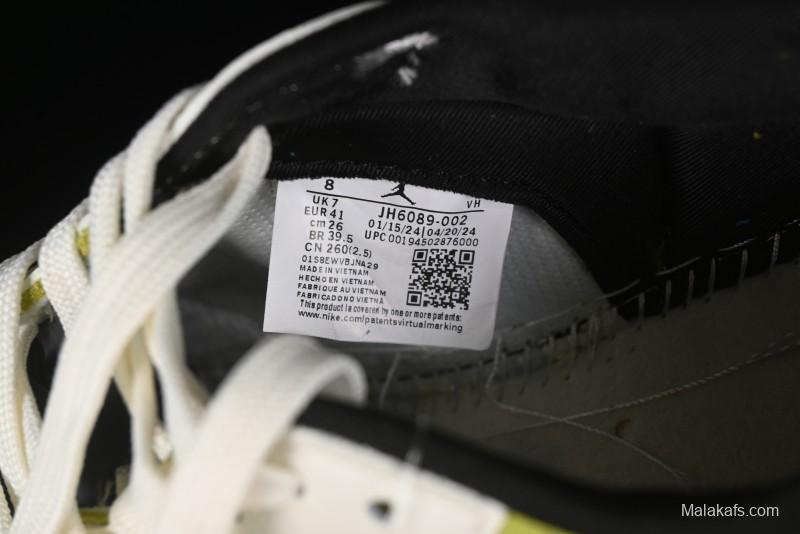 8 VH
UK 7 JH6089-002
EUR 41 01/15/24 | 04/20/24
cm 26 UPC 00194502876000
BR 39.5
CN 260(2.5)
01S8EWVBJNA29
MADE IN VIETNAM
HECHO EN VIETNAM
FABRIQUE AU VIETNAM
FABRICADO NO VIETNA
This product is covered by one or more patents:
www.nike.com/patentsvirtualmarking
Malakafs.com